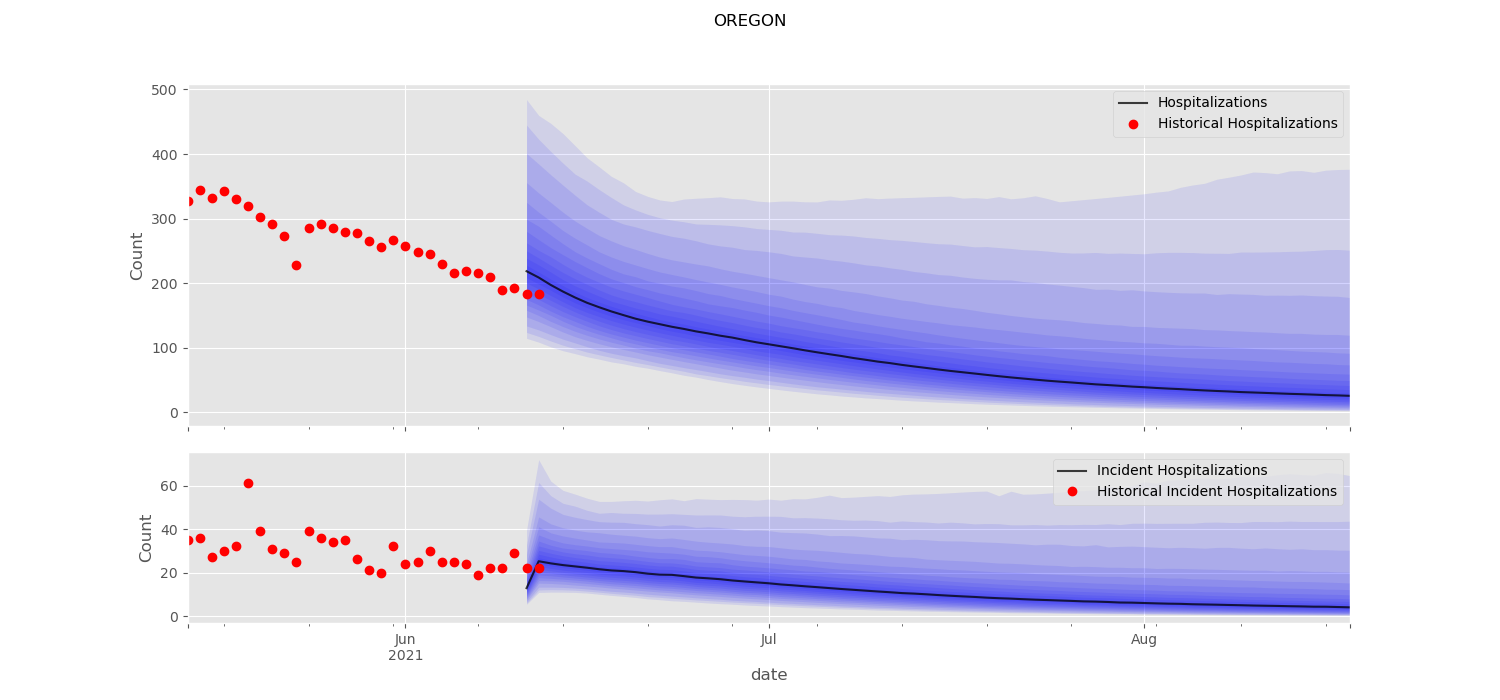 OREGON
500
400
300
200
100
0
Count
Hospitalizations
Historical Hospitalizations
60
40
20
0
Count
Incident Hospitalizations
Historical Incident Hospitalizations
Jun
2021
Jul
Aug
date